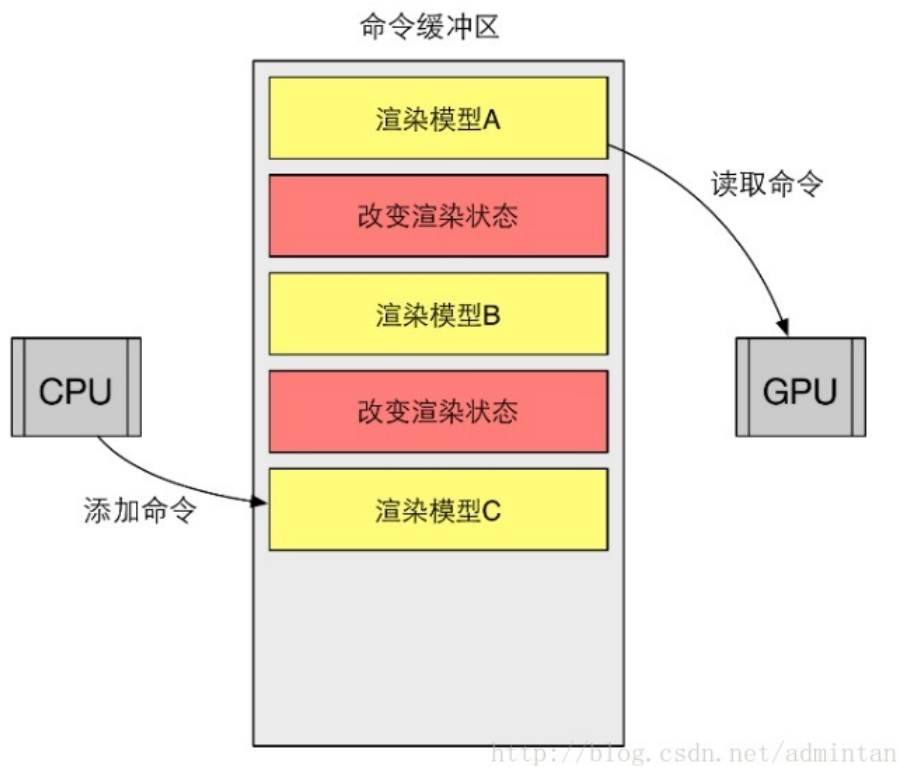 命令缓冲区
渲染模型A
读取命令
改变渲染状态
渲染模型B
CPU
GPU
改变渲染状态
添加命令
渲染模型C
http://blog.csdn.net/admintan